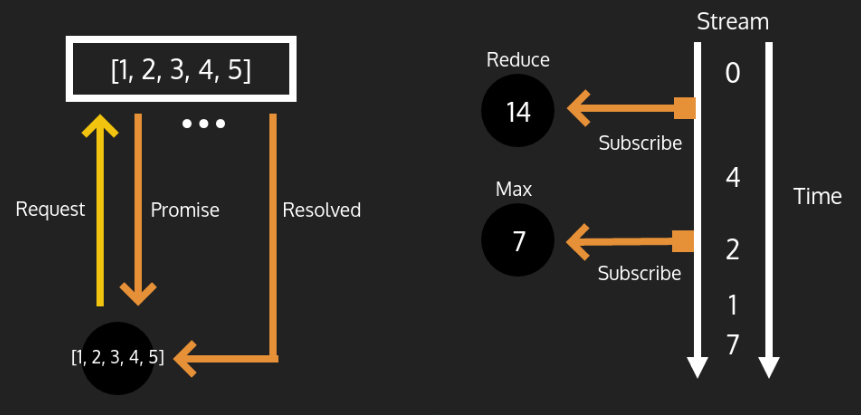 [1, 2, 3, 4, 5]
...
Request
Promise
Resolved
[1, 2, 3, 4, 5]
Stream
Reduce
14
Subscribe
Max
7
Subscribe
0
4
2
1
7
Time